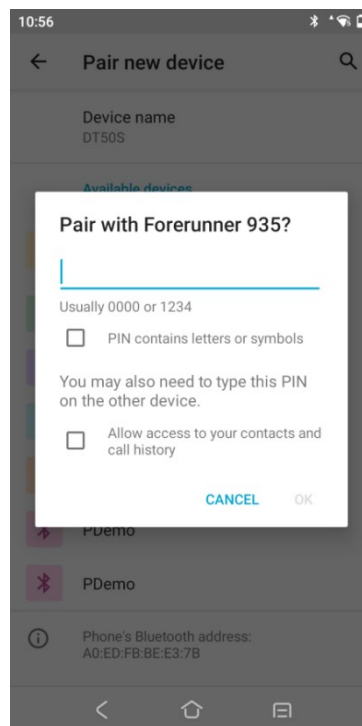 10:56
Pair new device
Device name
DT50S
Available devices
Pair with Forerunner 935?
Usually 0000 or 1234
PIN contains letters or symbols
You may also need to type this PIN
on the other device.
Allow access to your contacts and
call history
CANCEL OK
PDemo
PDemo
Phone's Bluetooth address:
A0:ED:FB:BE:E3:7B